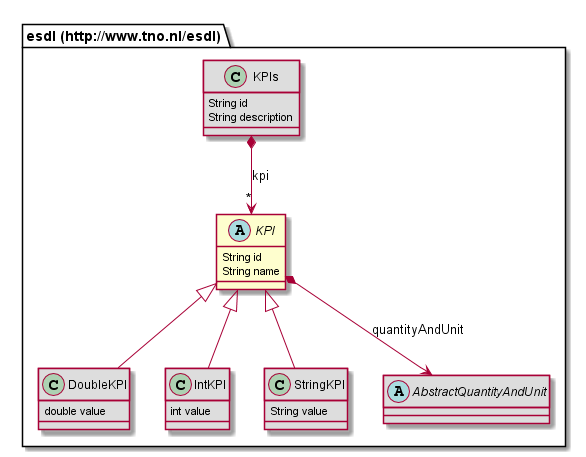 esdl (http://www.tno.nl/esdl)
C KPIs
String id
String description
kpi
*
A KPI
String id
String name
quantityAndUnit
C DoubleKPI
double value
C IntKPI
int value
C StringKPI
String value
A AbstractQuantityAndUnit